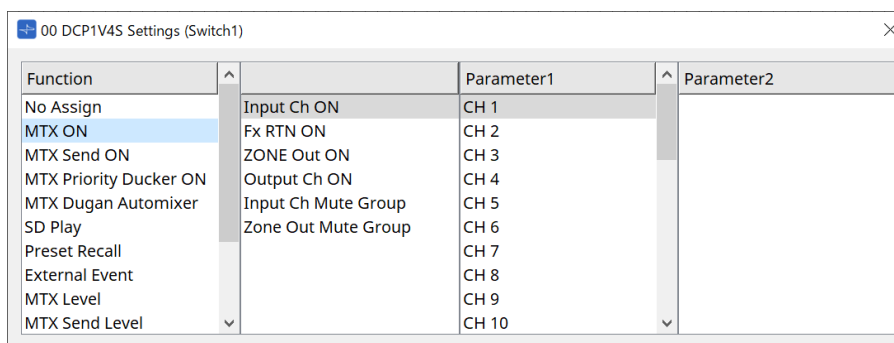 00 DCP1V4S Settings (Switch1)
Function Parameter1 Parameter2
No Assign Input Ch ON CH 1
MTX ON Fx RTN ON CH 2
MTX Send ON ZONE Out ON CH 3
MTX Priority Ducker ON Output Ch ON CH 4
MTX Dugan Automixer Input Ch Mute Group CH 5
SD Play Zone Out Mute Group CH 6
Preset Recall CH 7
External Event CH 8
MTX Level CH 9
MTX Send Level CH 10